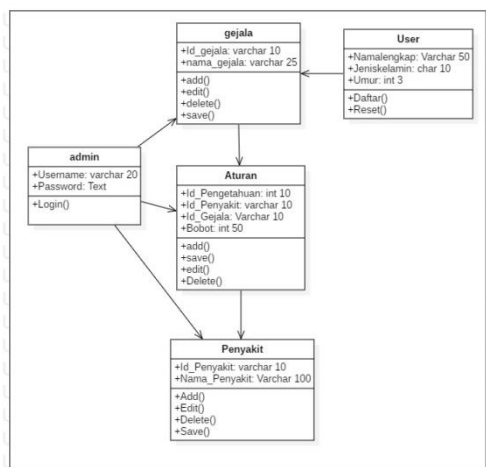 gejala
+Id_gejala: varchar 10
+nama_gejala: varchar 25
+add()
+edit()
+delete()
+save()
User
+Namalengkap: Varchar 50
+Jeniskelamin: char 10
+Umur: int 3
+Daftar()
+Reset()
admin
+Username: varchar 20
+Password: Text
+Login()
Aturan
+Id_Pengetahuan: int 10
+Id_Penyakit: varchar 10
+Id_Gejala: Varchar 10
+Bobot: int 50
+add()
+save()
+edit()
+Delete()
Penyakit
+Id_Penyakit: varchar 10
+Nama_Penyakit: Varchar 100
+Add()
+Edit()
+Delete()
+Save()